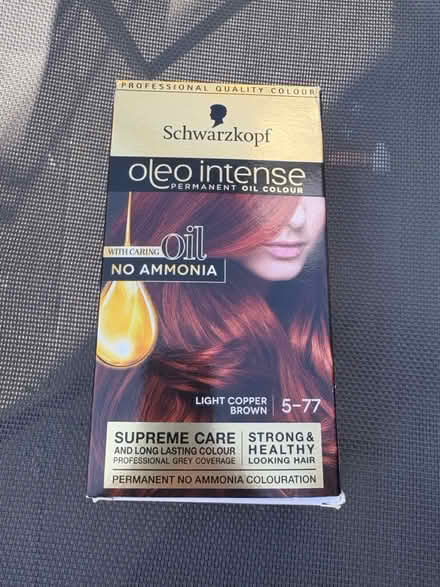 PROFESSIONAL QUALITY COLOUR
Schwarzkopf
oleo intense
PERMANENT OIL COLOUR
WITH CARING oil
NO AMMONIA
LIGHT COPPER
BROWN 5-77
SUPREME CARE
AND LONG LASTING COLOUR
PROFESSIONAL GREY COVERAGE
STRONG &
HEALTHY
LOOKING HAIR
PERMANENT NO AMMONIA COLOURATION